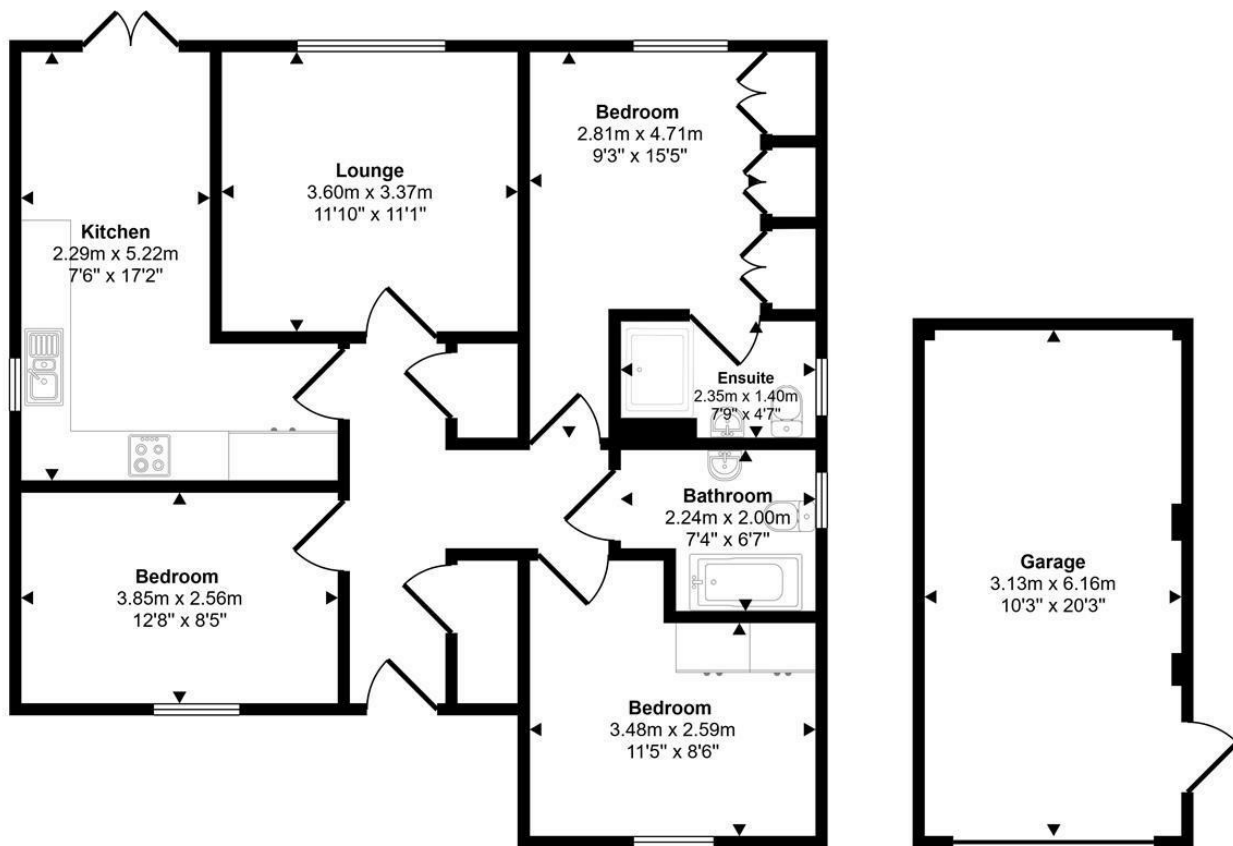 Kitchen
2.29m x 5.22m
7'6" x 17'2"
Lounge
3.60m x 3.37m
11'10" x 11'1"
Bedroom
2.81m x 4.71m
9'3" x 15'5"
Ensuite
2.35m x 1.40m
7'9" x 4'7"
Bathroom
2.24m x 2.00m
7'4" x 6'7"
Bedroom
3.85m x 2.56m
12'8" x 8'5"
Bedroom
3.48m x 2.59m
11'5" x 8'6"
Garage
3.13m x 6.16m
10'3" x 20'3"